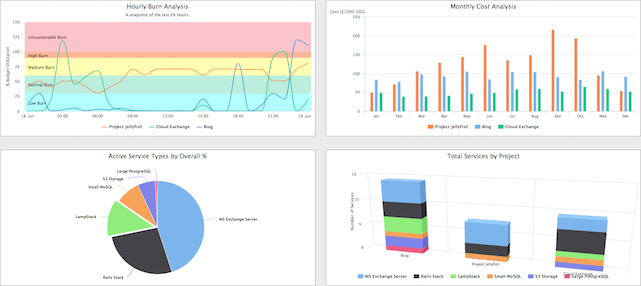 Hourly Burn Analysis
A snapshot of the last 24 hours
% Budget Utilization
150
125
100
75
50
25
0
Unsustainable Burn
High Burn
Medium Burn
Normal Burn
Low Burn
18. Jun
03:00
06:00
09:00
12:00
15:00
18:00
21:00
19. Jun
Project Jellyfish
Cloud Exchange
Blog
Monthly Cost Analysis
Cost ($1000 USD)
250
200
150
100
50
0
Jan
Feb
Mar
Apr
May
Jun
Jul
Aug
Sep
Oct
Nov
Dec
Project Jellyfish
Blog
Cloud Exchange
Active Service Types by Overall %
Large PostgreSQL
S3 Storage
Small MySQL
LampStack
Rails Stack
MS Exchange Server
Total Services by Project
Number of Services
15
10
5
0
Blog
Project Jellyfish
Cloud Exchange
MS Exchange Server
Rails Stack
LampStack
Small MySQL
S3 Storage
Large PostgreSQL